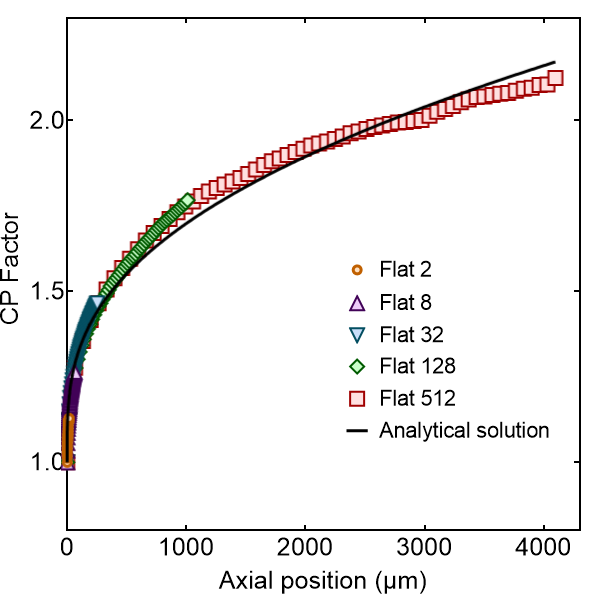 CP Factor
2.0
1.5
1.0
Flat 2
Flat 8
Flat 32
Flat 128
Flat 512
Analytical solution
0 1000 2000 3000 4000
Axial position (μm)